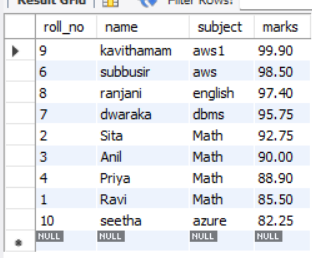 Result Grid Filter Rows:
roll_no name subject marks
9 kavithamam aws1 99.90
6 subbusir aws 98.50
8 ranjani english 97.40
7 dwaraka dbms 95.75
2 Sita Math 92.75
3 Anil Math 90.00
4 Priya Math 88.90
1 Ravi Math 85.50
10 seetha azure 82.25
NULL NULL NULL NULL